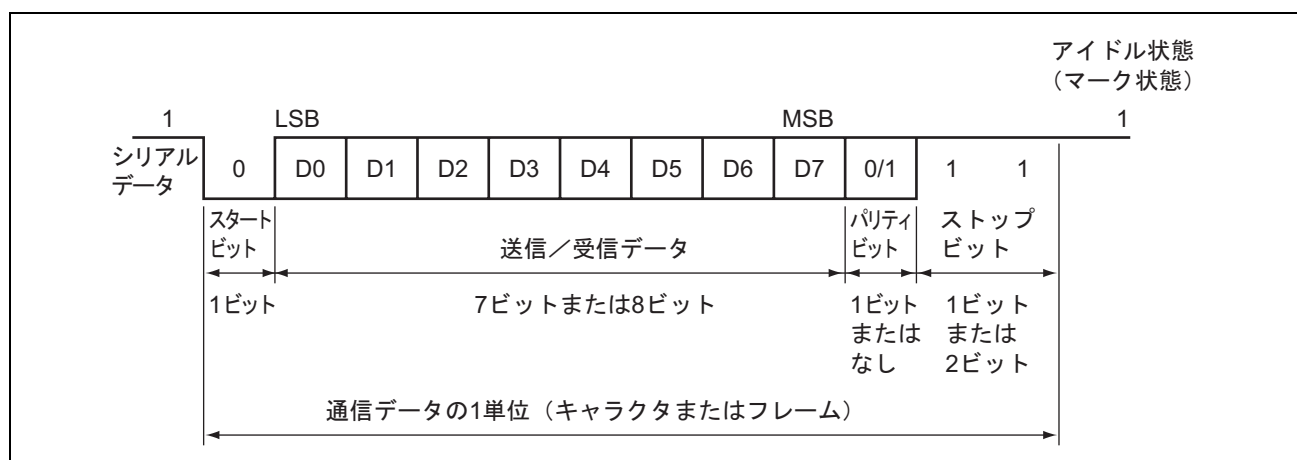 アイドル状態
（マーク状態）
1
LSB
MSB
1
シリアル
データ
0
D0
D1
D2
D3
D4
D5
D6
D7
0/1
1
1
スタート
ビット
送信／受信データ
パリティ
ビット
ストップ
ビット
1ビット
7ビットまたは8ビット
1ビット
または
なし
1ビット
または
2ビット
通信データの1単位（キャラクタまたはフレーム）